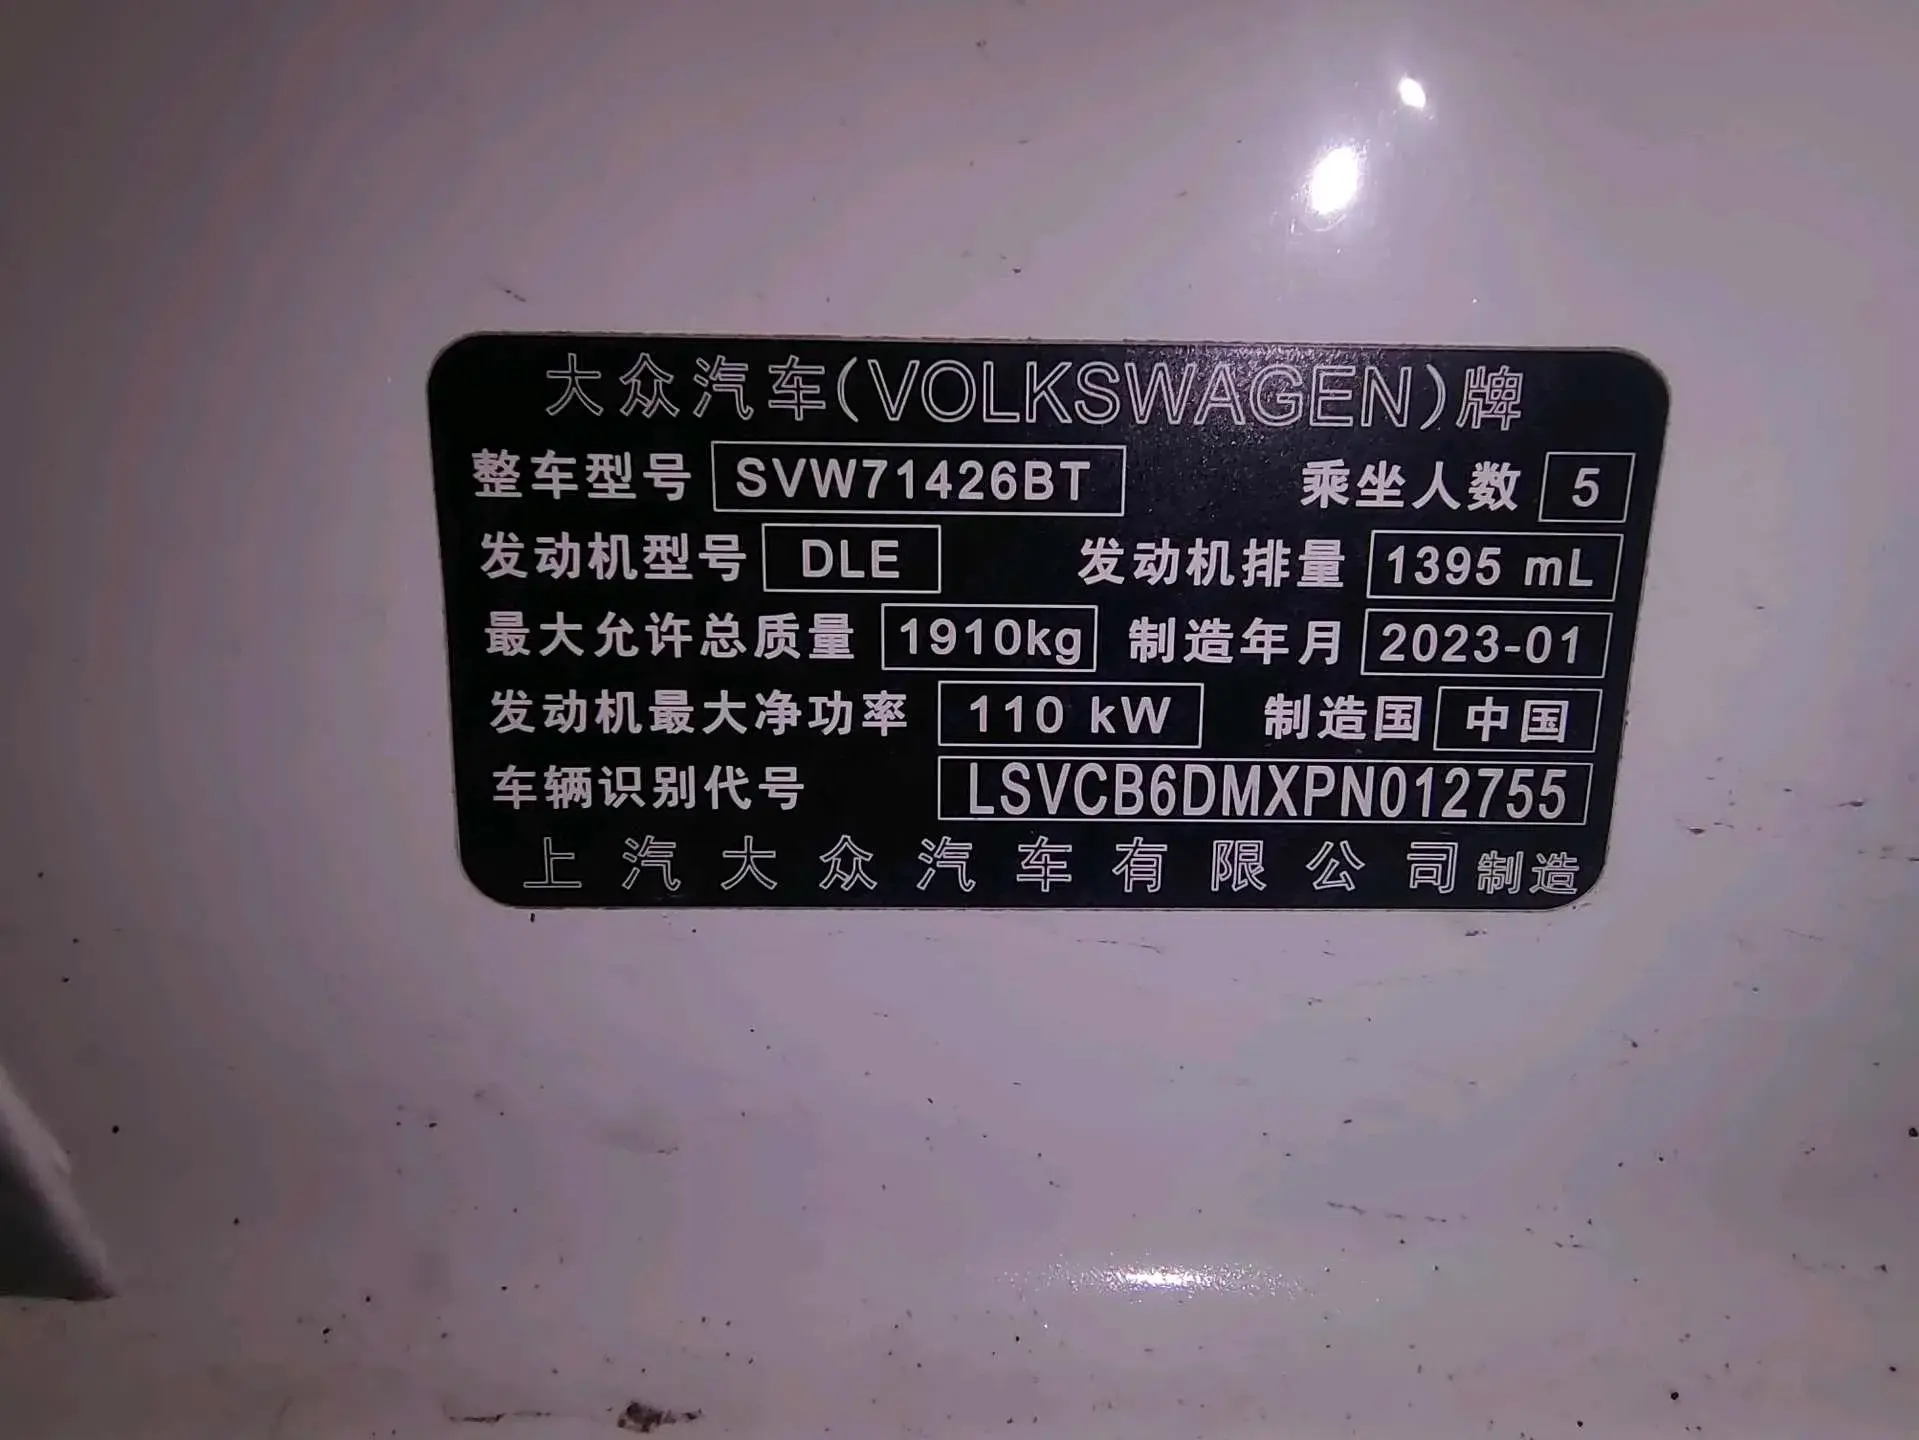 大众汽车(VOLKSWAGEN)牌
整车型号 SVW71426BT 乘坐人数 5
发动机型号 DLE 发动机排量 1395 mL
最大允许总质量 1910kg 制造年月 2023-01
发动机最大净功率 110 kW 制造国 中国
车辆识别代号 LSVCB6DMXPN012755
上汽大众汽车有限公司制造